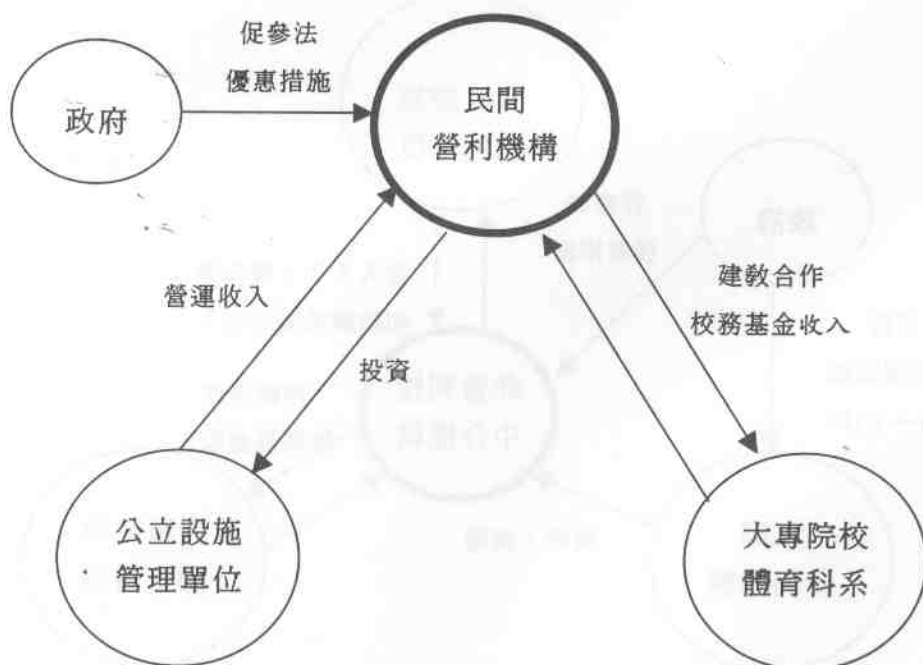 促參法
優惠措施
政府
民間
營利機構
營運收入
投資
建教合作
校務基金收入
公立設施
管理單位
大專院校
體育科系